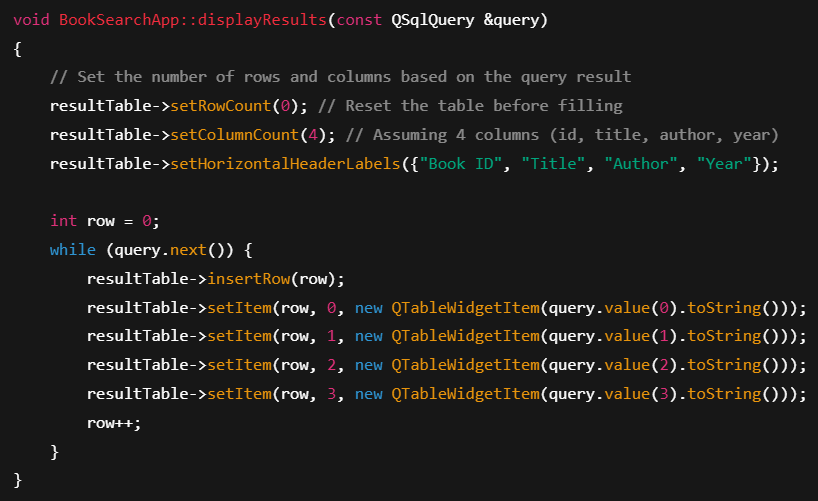 void BookSearchApp::displayResults(const QSqlQuery &query)
{
    // Set the number of rows and columns based on the query result
    resultTable->setRowCount(0); // Reset the table before filling
    resultTable->setColumnCount(4); // Assuming 4 columns (id, title, author, year)
    resultTable->setHorizontalHeaderLabels({"Book ID", "Title", "Author", "Year"});

    int row = 0;
    while (query.next()) {
        resultTable->insertRow(row);
        resultTable->setItem(row, 0, new QTableWidgetItem(query.value(0).toString()));
        resultTable->setItem(row, 1, new QTableWidgetItem(query.value(1).toString()));
        resultTable->setItem(row, 2, new QTableWidgetItem(query.value(2).toString()));
        resultTable->setItem(row, 3, new QTableWidgetItem(query.value(3).toString()));
        row++;
    }
}